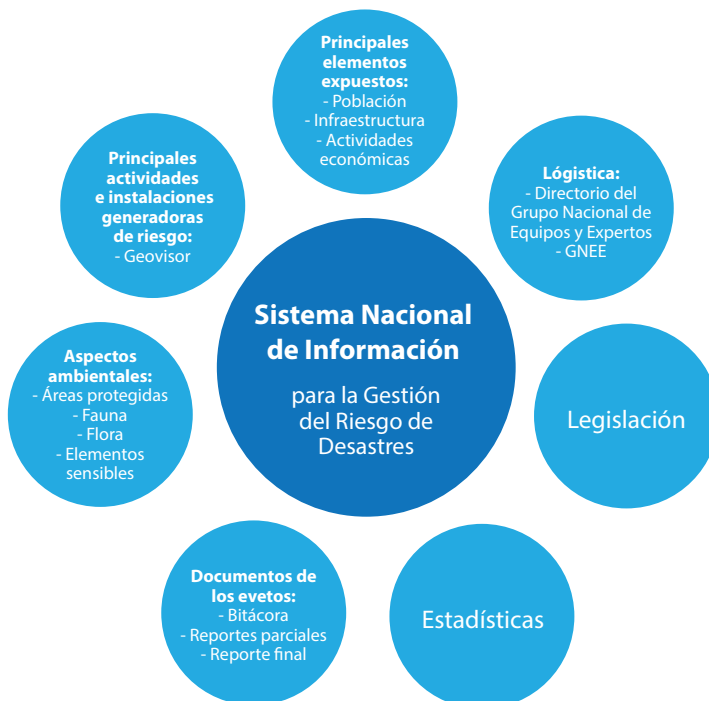 Principales
elementos
expuestos:
- Población
- Infraestructura
- Actividades
económicas
Principales
actividades
e instalaciones
generadoras
de riesgo:
- Geovisor
Lógistica:
- Directorio del
Grupo Nacional de
Equipos y Expertos
- GNEE
Sistema Nacional
de Información
para la Gestión
del Riesgo de
Desastres
Aspectos
ambientales:
- Áreas protegidas
- Fauna
- Flora
- Elementos
sensibles
Legislación
Documentos de
los evetos:
- Bitácora
- Reportes parciales
- Reporte final
Estadísticas